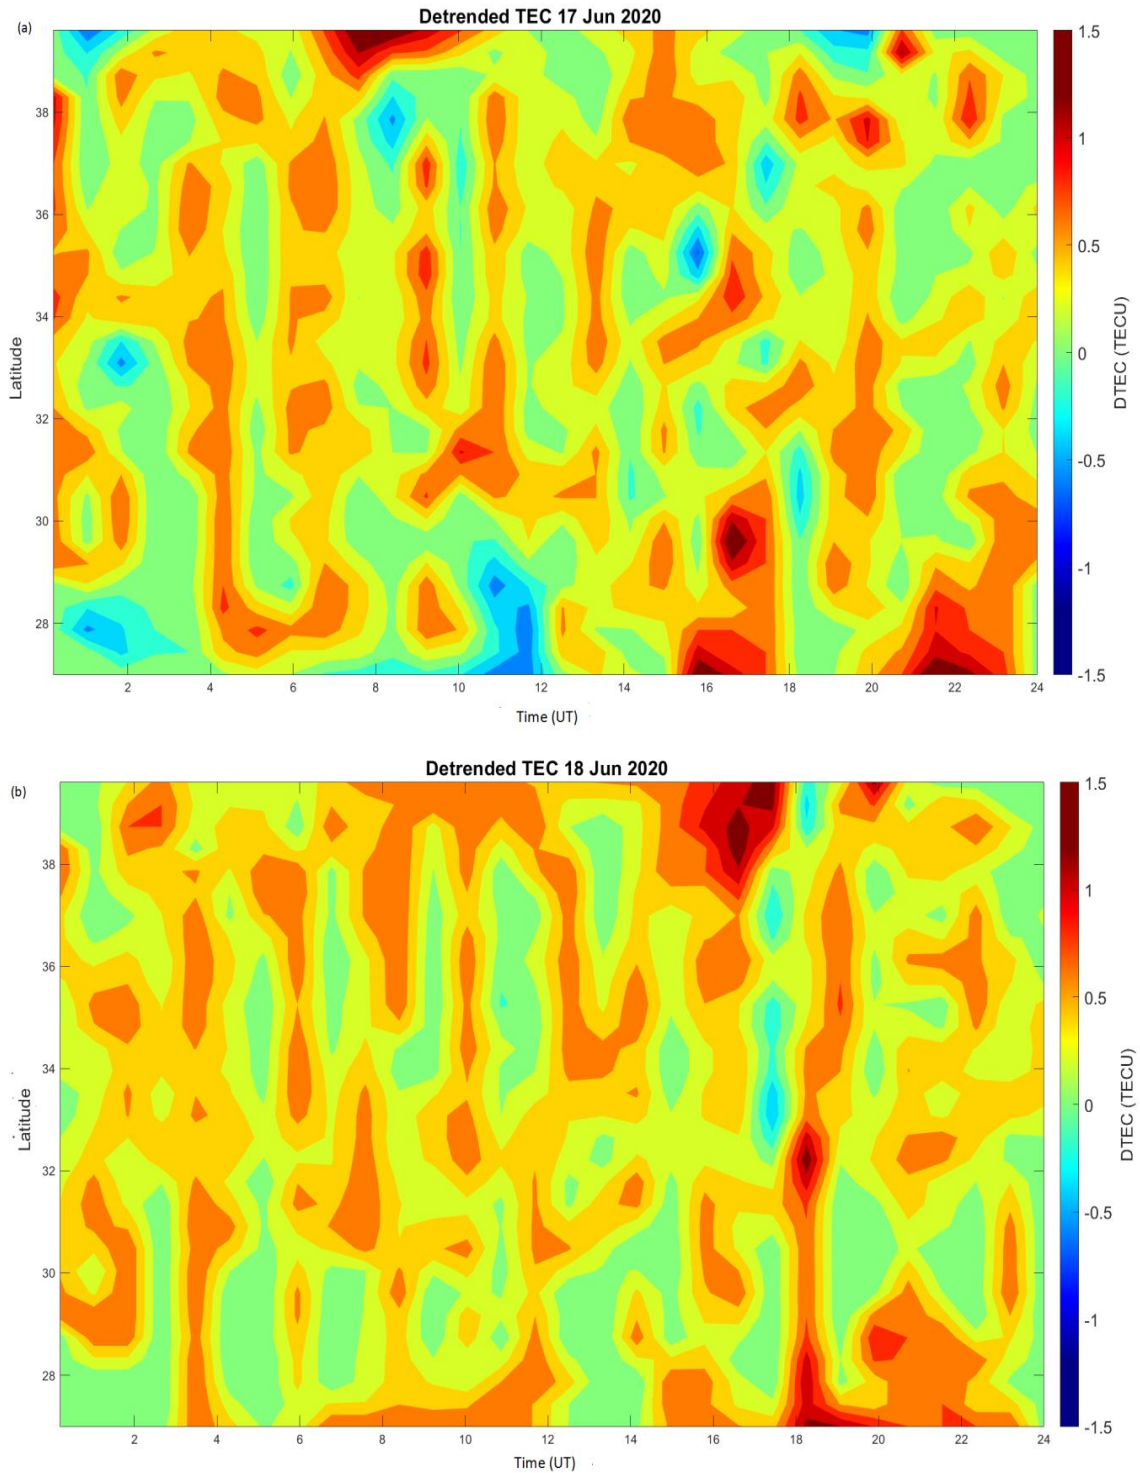 Detrended TEC 17 Jun 2020
(a)
1.5
1
0.5
0
-0.5
-1
-1.5
DTEC (TECU)
38
36
34
32
30
28
Latitude
2 4 6 8 10 12 14 16 18 20 22 24
Time (UT)
Detrended TEC 18 Jun 2020
(b)
1.5
1
0.5
0
-0.5
-1
-1.5
DTEC (TECU)
38
36
34
32
30
28
Latitude
2 4 6 8 10 12 14 16 18 20 22 24
Time (UT)